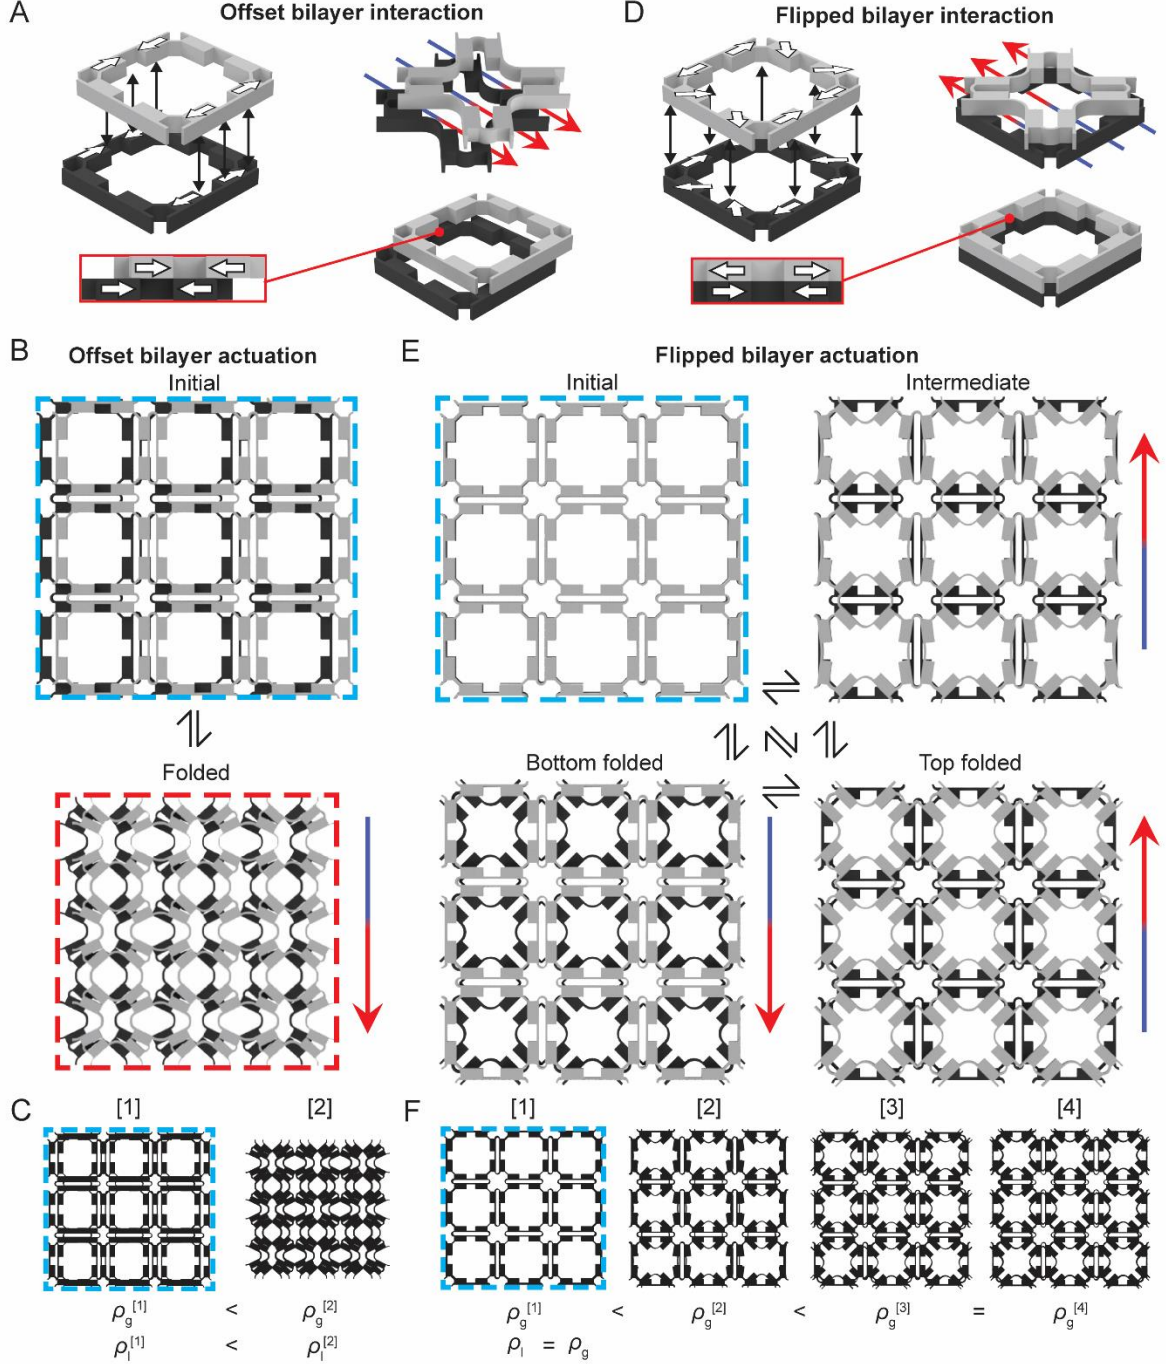 A
Offset bilayer interaction
D
Flipped bilayer interaction
B
Offset bilayer actuation
Initial
Folded
E
Flipped bilayer actuation
Initial
Intermediate
Bottom folded
Top folded
C
[1]
[2]
ρg[1] < ρg[2]
ρl[1] < ρl[2]
F
[1]
[2]
[3]
[4]
ρg[1] < ρg[2] < ρg[3] = ρg[4]
ρl = ρg